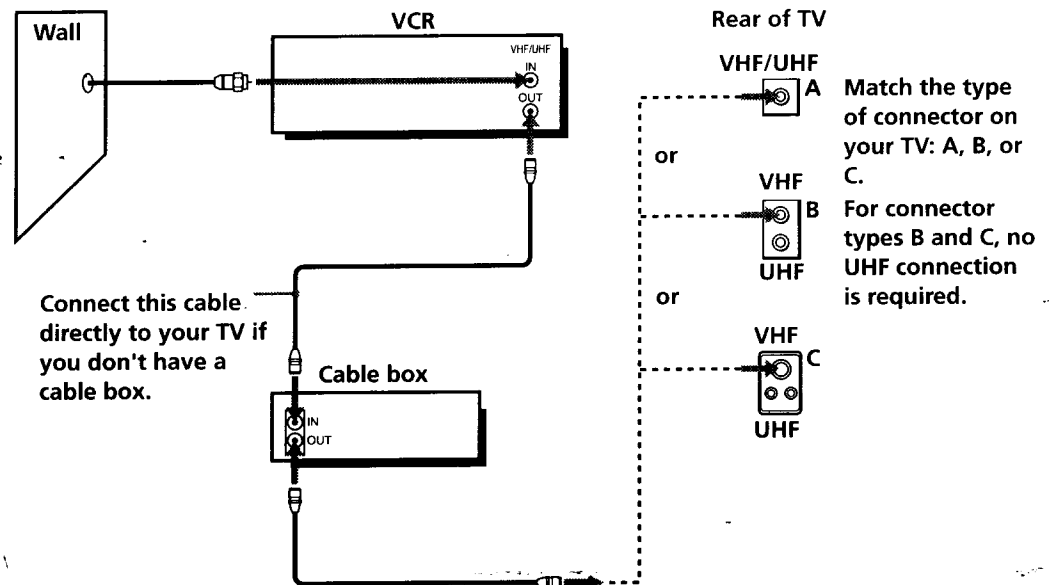 Wall
VCR
VHF/UHF
IN
OUT
Rear of TV
VHF/UHF
A
Match the type
of connector on
your TV: A, B, or
C.
or
VHF
B
UHF
For connector
types B and C, no
UHF connection
is required.
or
VHF
C
UHF
Connect this cable
directly to your TV if
you don't have a
cable box.
Cable box
IN
OUT